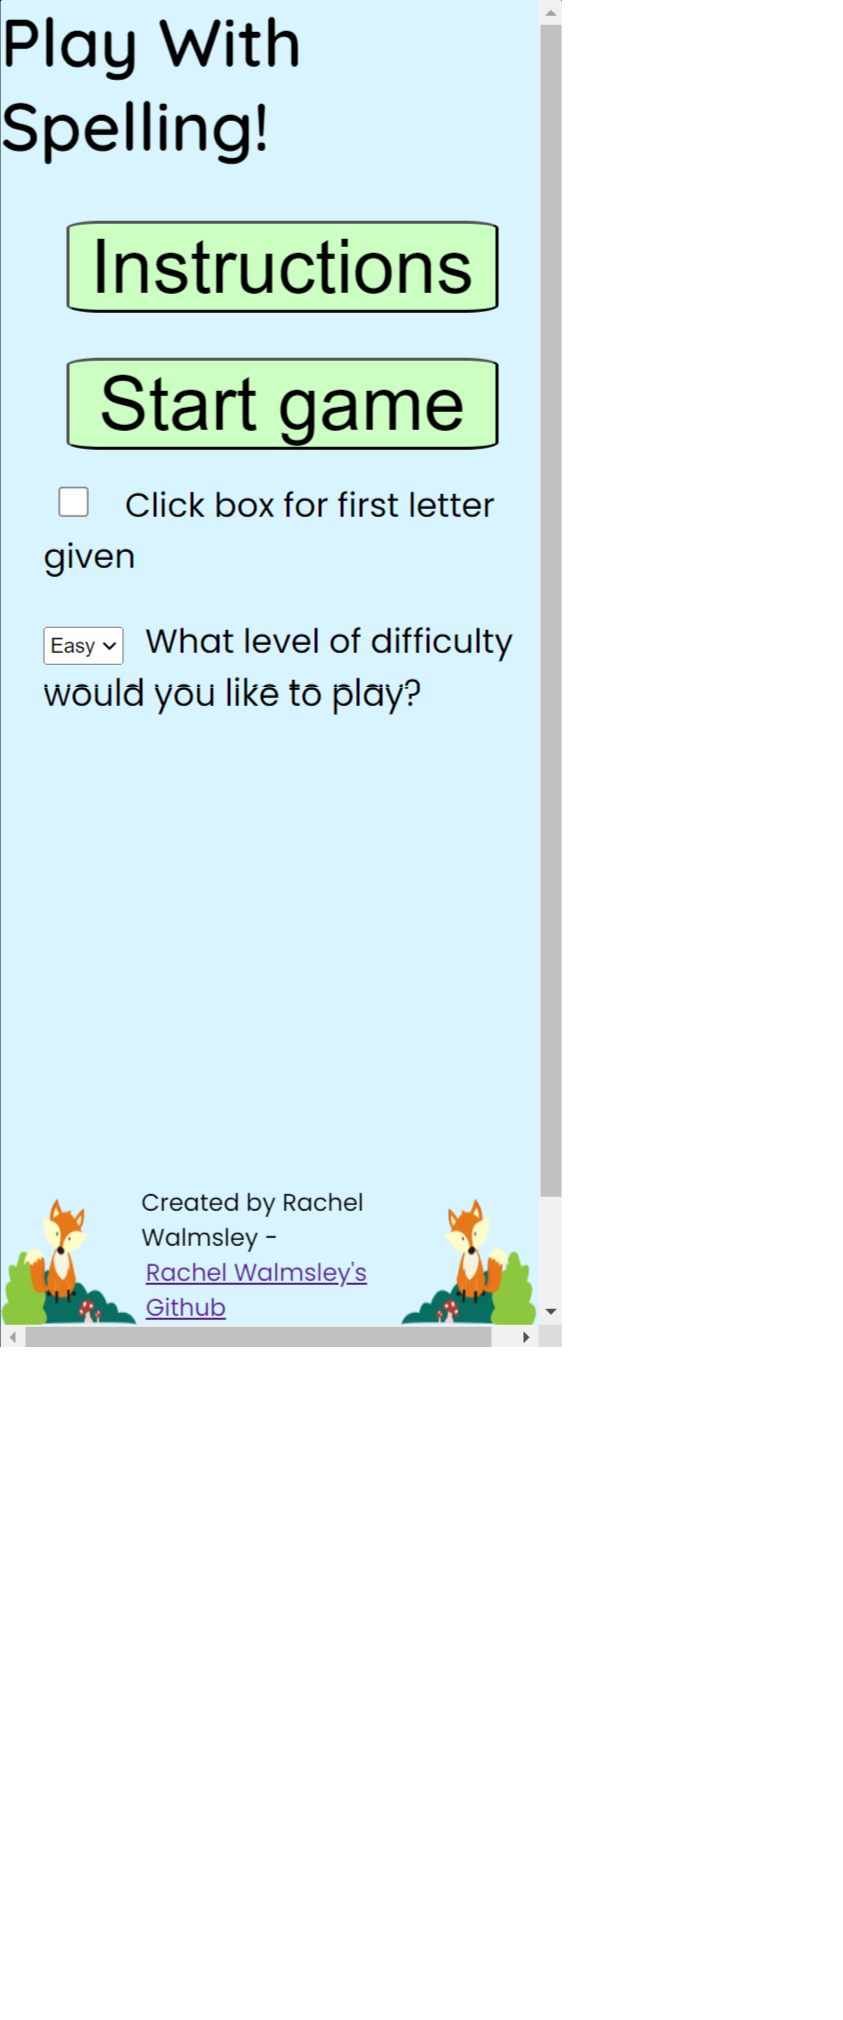 Play With
Spelling!
Instructions
Start game
Click box for first letter
given
Easy What level of difficulty
would you like to play?
Created by Rachel
Walmsley -
Rachel Walmsley's
Github